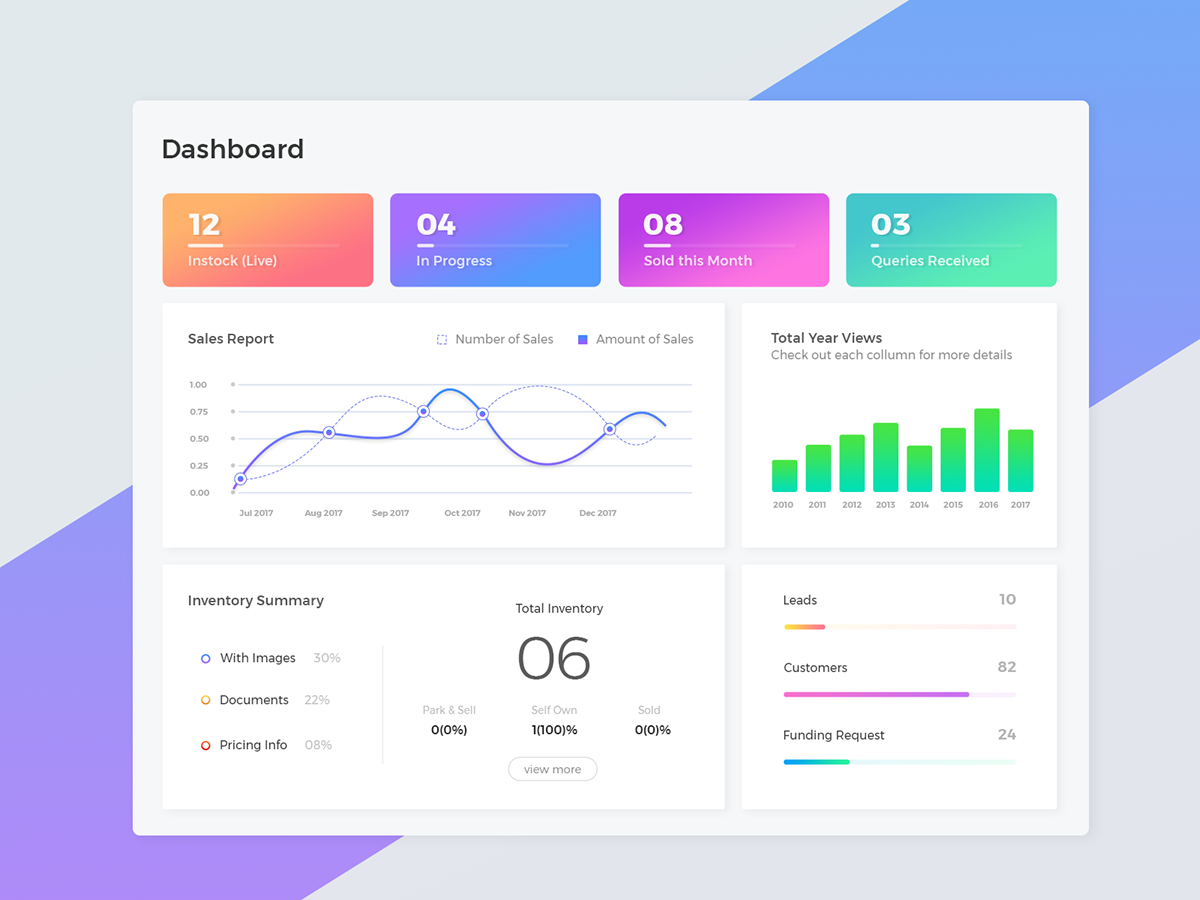 Dashboard
12
Instock (Live)
04
In Progress
08
Sold this Month
03
Queries Received
Sales Report
Number of Sales
Amount of Sales
1.00
0.75
0.50
0.25
0.00
Jul 2017 Aug 2017 Sep 2017 Oct 2017 Nov 2017 Dec 2017
Total Year Views
Check out each collumn for more details
2010 2011 2012 2013 2014 2015 2016 2017
Inventory Summary
With Images 30%
Documents 22%
Pricing Info 08%
Total Inventory
06
Park & Sell Self Own Sold
0(0%) 1(100)% 0(0)%
view more
Leads 10
Customers 82
Funding Request 24